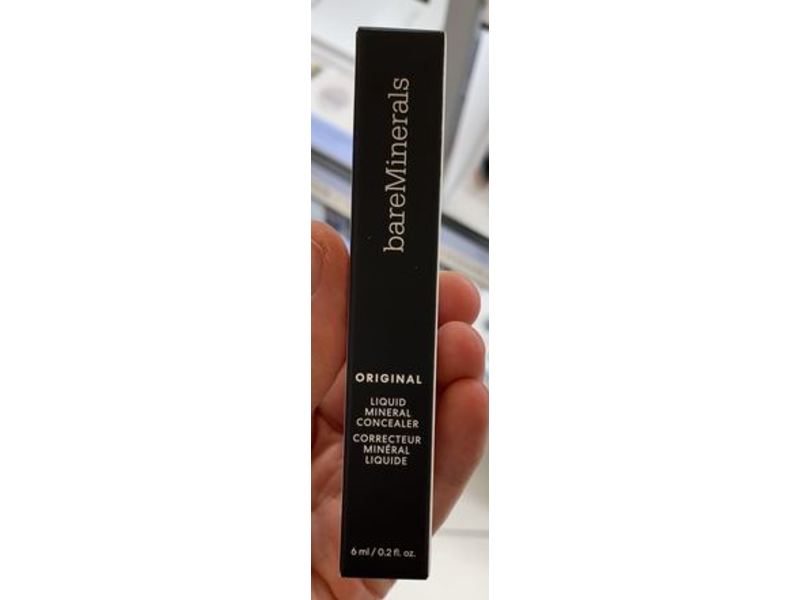 bareMinerals
ORIGINAL
LIQUID
MINERAL
CONCEALER
CORRECTEUR
MINÉRAL
LIQUIDE
6 ml / 0.2 fl. oz.